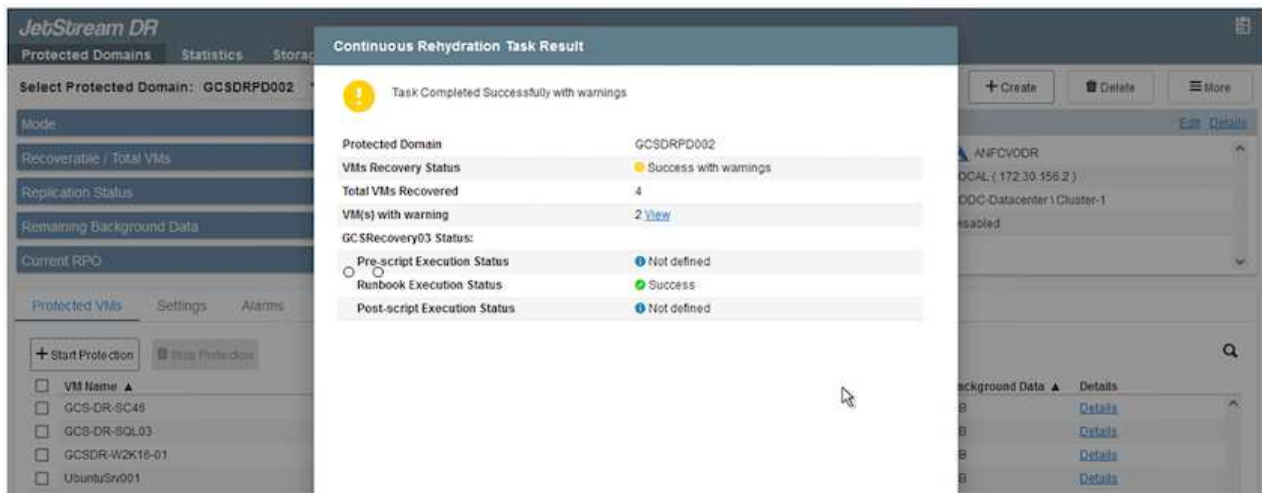 JetStream DR
Protected Domains Statistics Storag
Select Protected Domain: GCSDRPD002
+ Create Delete More
Mode
Edit Details
Recoverable / Total VMs
Replication Status
Remaining Background Data
Current RPO
ANFCVODR
OCAL ( 172.30.156.2 )
DDC-Datacenter \ Cluster-1
isabled
Protected VMs Settings Alarms
+ Start Protection Stop Protection
VM Name ▲
ackground Data ▲ Details
GCS-DR-SC46
B Details
GCS-DR-SQL03
B Details
GCSDR-W2K16-01
B Details
UbuntuSrv001
B Details
Continuous Rehydration Task Result
Task Completed Successfully with warnings
Protected Domain GCSDRPD002
VMs Recovery Status Success with warnings
Total VMs Recovered 4
VM(s) with warning 2 View
GCSRecovery03 Status:
Pre-script Execution Status Not defined
Runbook Execution Status Success
Post-script Execution Status Not defined